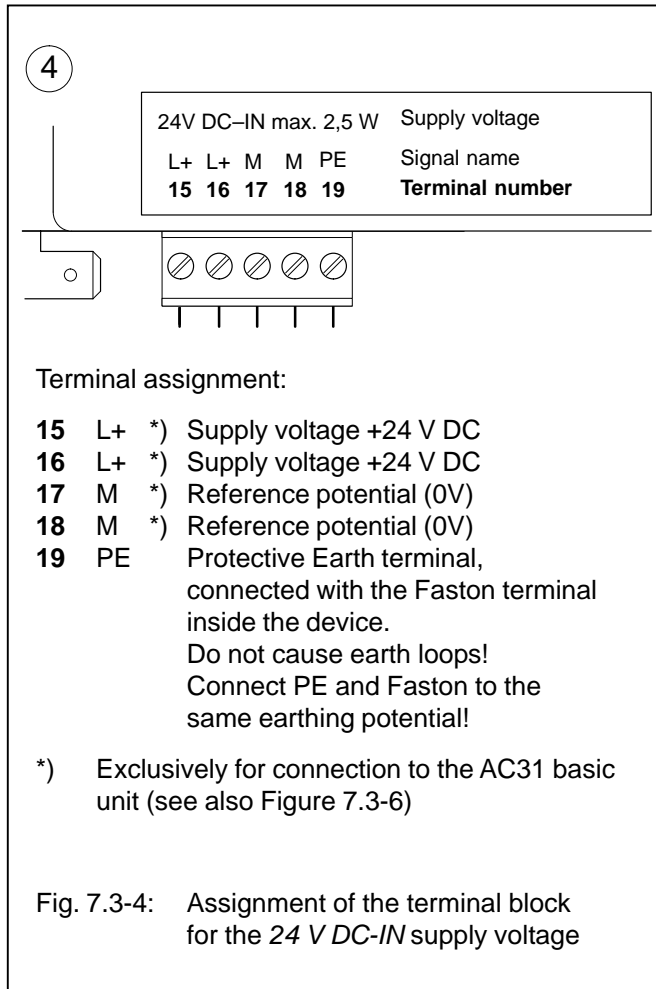 4
24V DC–IN max. 2,5 W Supply voltage
L+ L+ M M PE Signal name
15 16 17 18 19 Terminal number
Terminal assignment:
15 L+ *) Supply voltage +24 V DC
16 L+ *) Supply voltage +24 V DC
17 M *) Reference potential (0V)
18 M *) Reference potential (0V)
19 PE Protective Earth terminal,
connected with the Faston terminal
inside the device.
Do not cause earth loops!
Connect PE and Faston to the
same earthing potential!
*) Exclusively for connection to the AC31 basic
unit (see also Figure 7.3-6)
Fig. 7.3-4: Assignment of the terminal block
for the 24 V DC-IN supply voltage